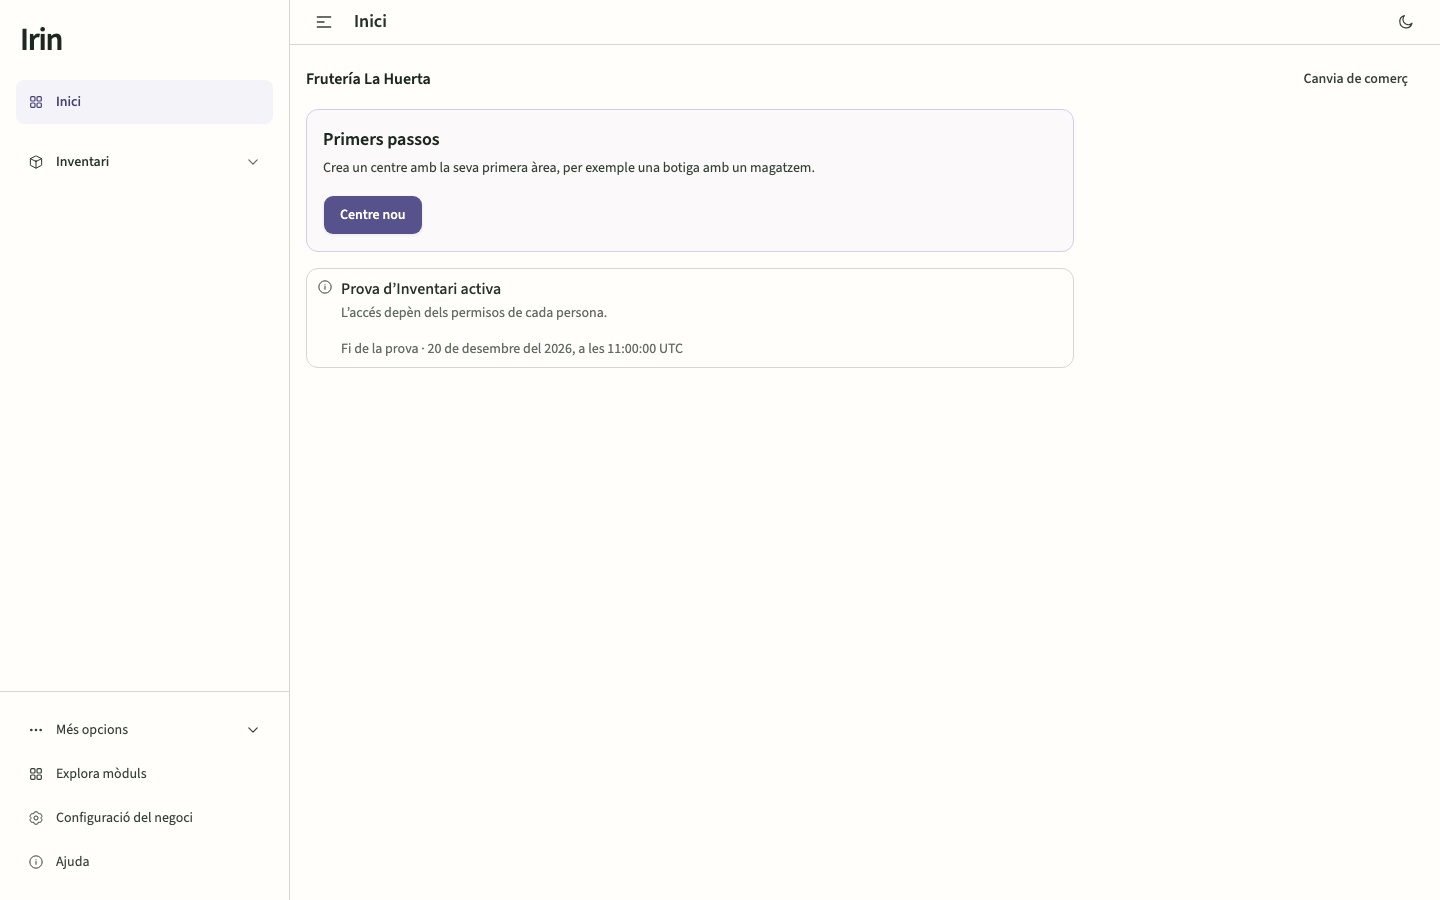 Irin
Inici
Inventari
Més opcions
Explora mòduls
Configuració del negoci
Ajuda
Inici
Frutería La Huerta
Canvia de comerç
Primers passos
Crea un centre amb la seva primera àrea, per exemple una botiga amb un magatzem.
Centre nou
Prova d’Inventari activa
L’accés depèn dels permisos de cada persona.
Fi de la prova · 20 de desembre del 2026, a les 11:00:00 UTC